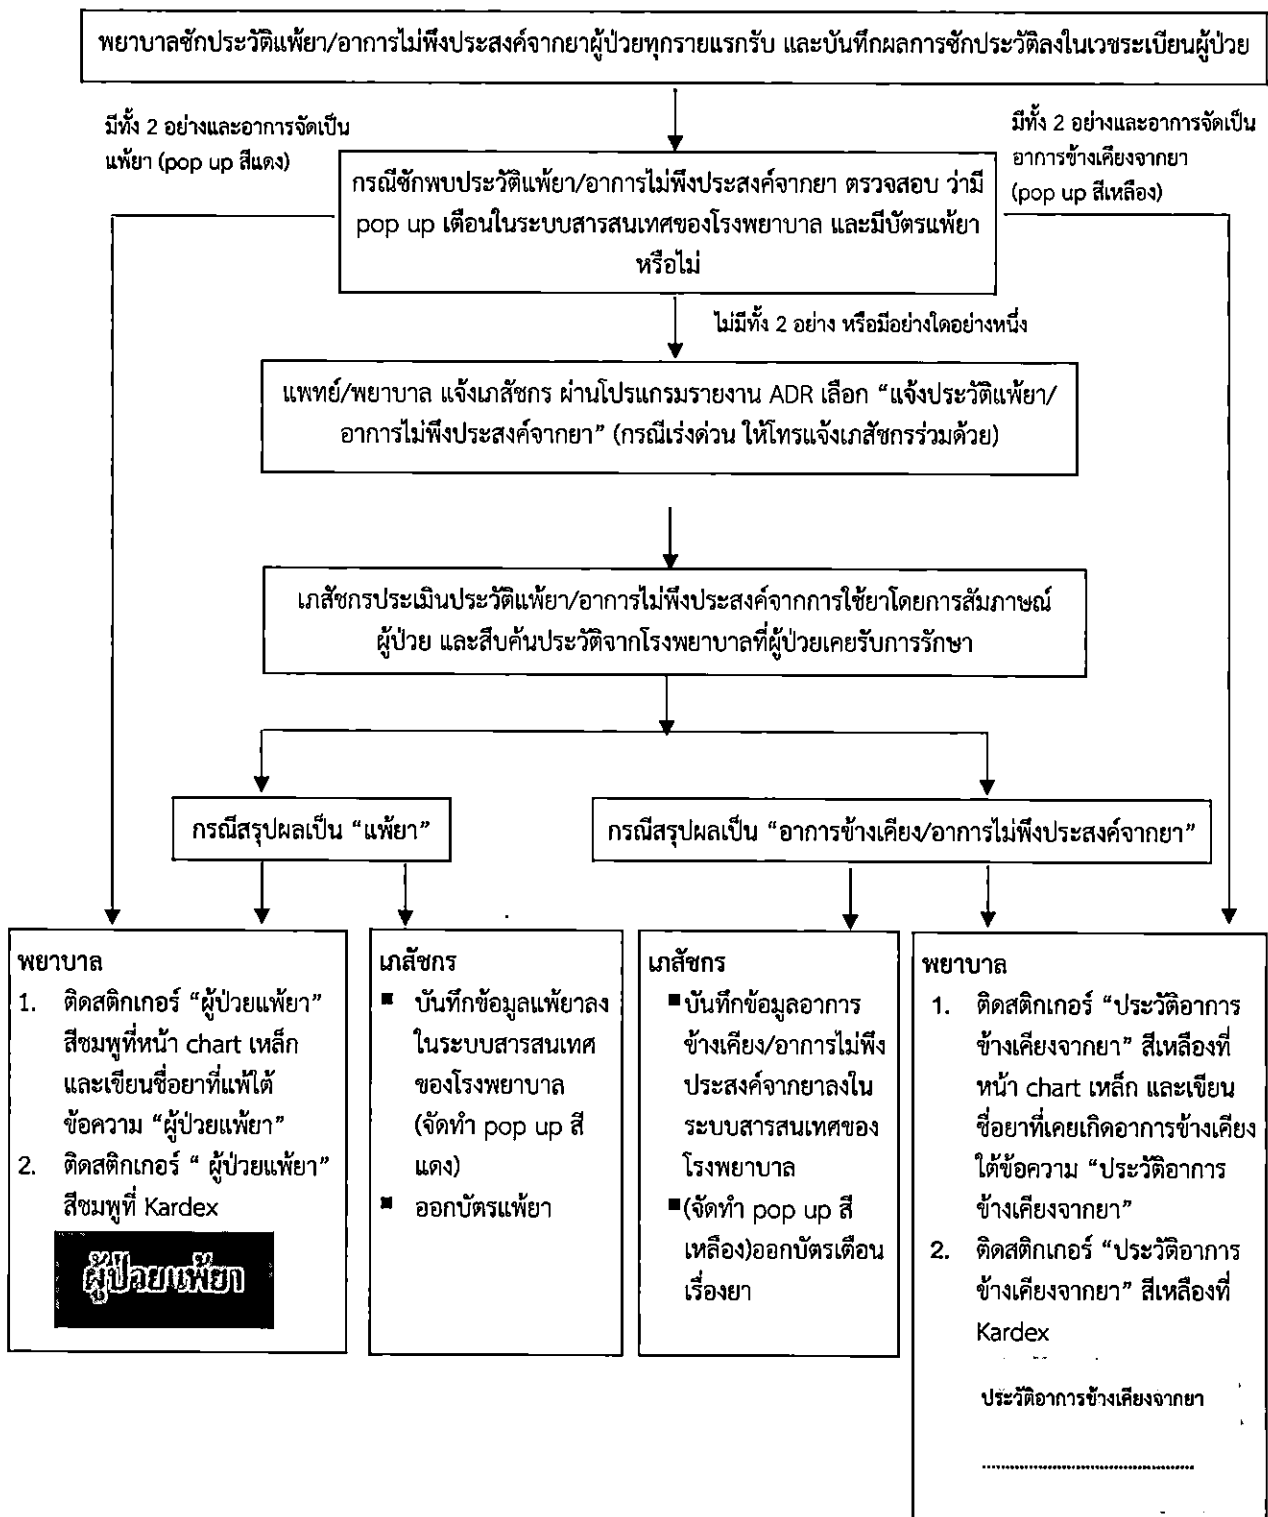 พยาบาลซักประวัติแพ้ยา/อาการไม่พึงประสงค์จากยาผู้ป่วยทุกรายแรกรับ และบันทึกผลการซักประวัติลงในเวชระเบียนผู้ป่วย
มีทั้ง 2 อย่างและอาการจัดเป็น
แพ้ยา (pop up สีแดง)
มีทั้ง 2 อย่างและอาการจัดเป็น
อาการข้างเคียงจากยา
(pop up สีเหลือง)
กรณีซักพบประวัติแพ้ยา/อาการไม่พึงประสงค์จากยา ตรวจสอบ ว่ามี
pop up เตือนในระบบสารสนเทศของโรงพยาบาล และมีบัตรแพ้ยา
หรือไม่
ไม่มีทั้ง 2 อย่าง หรือมีอย่างใดอย่างหนึ่ง
แพทย์/พยาบาล แจ้งเภสัชกร ผ่านโปรแกรมรายงาน ADR เลือก “แจ้งประวัติแพ้ยา/
อาการไม่พึงประสงค์จากยา” (กรณีเร่งด่วน ให้โทรแจ้งเภสัชกรร่วมด้วย)
เภสัชกรประเมินประวัติแพ้ยา/อาการไม่พึงประสงค์จากการใช้ยาโดยการสัมภาษณ์
ผู้ป่วย และสืบค้นประวัติจากโรงพยาบาลที่ผู้ป่วยเคยรับการรักษา
กรณีสรุปผลเป็น “แพ้ยา”
กรณีสรุปผลเป็น “อาการข้างเคียง/อาการไม่พึงประสงค์จากยา”
พยาบาล
1. ติดสติกเกอร์ “ผู้ป่วยแพ้ยา”
สีชมพูที่หน้า chart เหล็ก
และเขียนชื่อยาที่แพ้ใต้
ข้อความ “ผู้ป่วยแพ้ยา”
2. ติดสติกเกอร์ “ ผู้ป่วยแพ้ยา”
สีชมพูที่ Kardex
ผู้ป่วยแพ้ยา
เภสัชกร
■ บันทึกข้อมูลแพ้ยาลง
ในระบบสารสนเทศ
ของโรงพยาบาล
(จัดทำ pop up สี
แดง)
■ ออกบัตรแพ้ยา
เภสัชกร
■บันทึกข้อมูลอาการ
ข้างเคียง/อาการไม่พึง
ประสงค์จากยาลงใน
ระบบสารสนเทศของ
โรงพยาบาล
■(จัดทำ pop up สี
เหลือง)ออกบัตรเตือน
เรื่องยา
พยาบาล
1. ติดสติกเกอร์ “ประวัติอาการ
ข้างเคียงจากยา” สีเหลืองที่
หน้า chart เหล็ก และเขียน
ชื่อยาที่เคยเกิดอาการข้างเคียง
ใต้ข้อความ “ประวัติอาการ
ข้างเคียงจากยา”
2. ติดสติกเกอร์ “ประวัติอาการ
ข้างเคียงจากยา” สีเหลืองที่
Kardex
ประวัติอาการข้างเคียงจากยา
..............................................